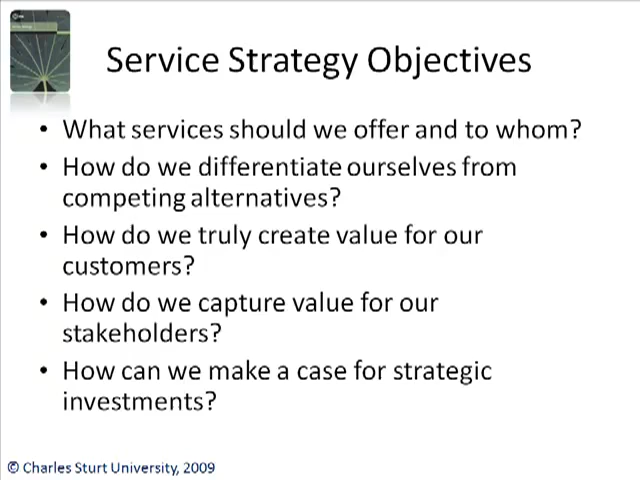 Service Strategy Objectives
• What services should we offer and to whom?
• How do we differentiate ourselves from
competing alternatives?
• How do we truly create value for our
customers?
• How do we capture value for our
stakeholders?
• How can we make a case for strategic
investments?
© Charles Sturt University, 2009